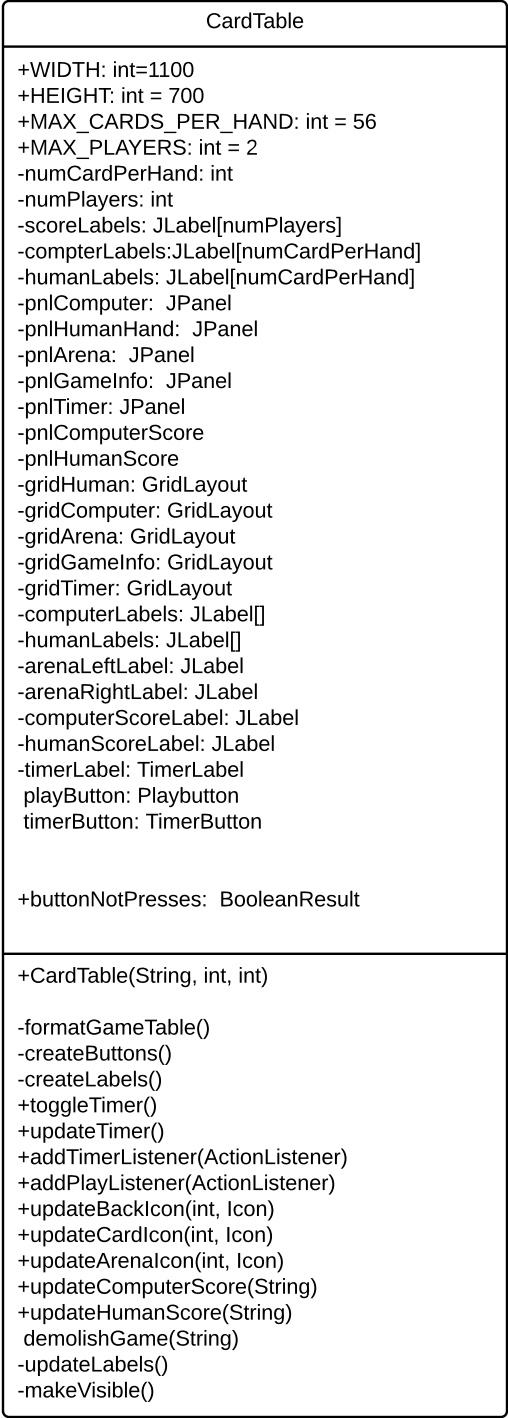 CardTable
+WIDTH: int=1100
+HEIGHT: int = 700
+MAX_CARDS_PER_HAND: int = 56
+MAX_PLAYERS: int = 2
-numCardPerHand: int
-numPlayers: int
-scoreLabels: JLabel[numPlayers]
-compterLabels:JLabel[numCardPerHand]
-humanLabels: JLabel[numCardPerHand]
-pnlComputer:  JPanel
-pnlHumanHand:  JPanel
-pnlArena:  JPanel
-pnlGameInfo:  JPanel
-pnlTimer: JPanel
-pnlComputerScore
-pnlHumanScore
-gridHuman: GridLayout
-gridComputer: GridLayout
-gridArena: GridLayout
-gridGameInfo: GridLayout
-gridTimer: GridLayout
-computerLabels: JLabel[]
-humanLabels: JLabel[]
-arenaLeftLabel: JLabel
-arenaRightLabel: JLabel
-computerScoreLabel: JLabel
-humanScoreLabel: JLabel
-timerLabel: TimerLabel
playButton: Playbutton
timerButton: TimerButton
+buttonNotPresses:  BooleanResult
+CardTable(String, int, int)
-formatGameTable()
-createButtons()
-createLabels()
+toggleTimer()
+updateTimer()
+addTimerListener(ActionListener)
+addPlayListener(ActionListener)
+updateBackIcon(int, Icon)
+updateCardIcon(int, Icon)
+updateArenaIcon(int, Icon)
+updateComputerScore(String)
+updateHumanScore(String)
demolishGame(String)
-updateLabels()
-makeVisible()